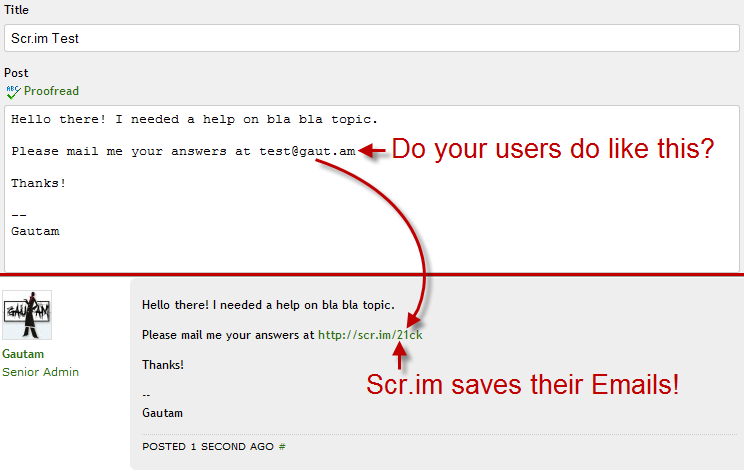 Title
Scr.im Test
Post
ABC Proofread
Hello there! I needed a help on bla bla topic.
Please mail me your answers at test@gaut.am
Do your users do like this?
Thanks!
--
Gautam
GAUTAM
Gautam
Senior Admin
Hello there! I needed a help on bla bla topic.
Please mail me your answers at http://scr.im/21ck
Thanks!
Scr.im saves their Emails!
--
Gautam
POSTED 1 SECOND AGO #